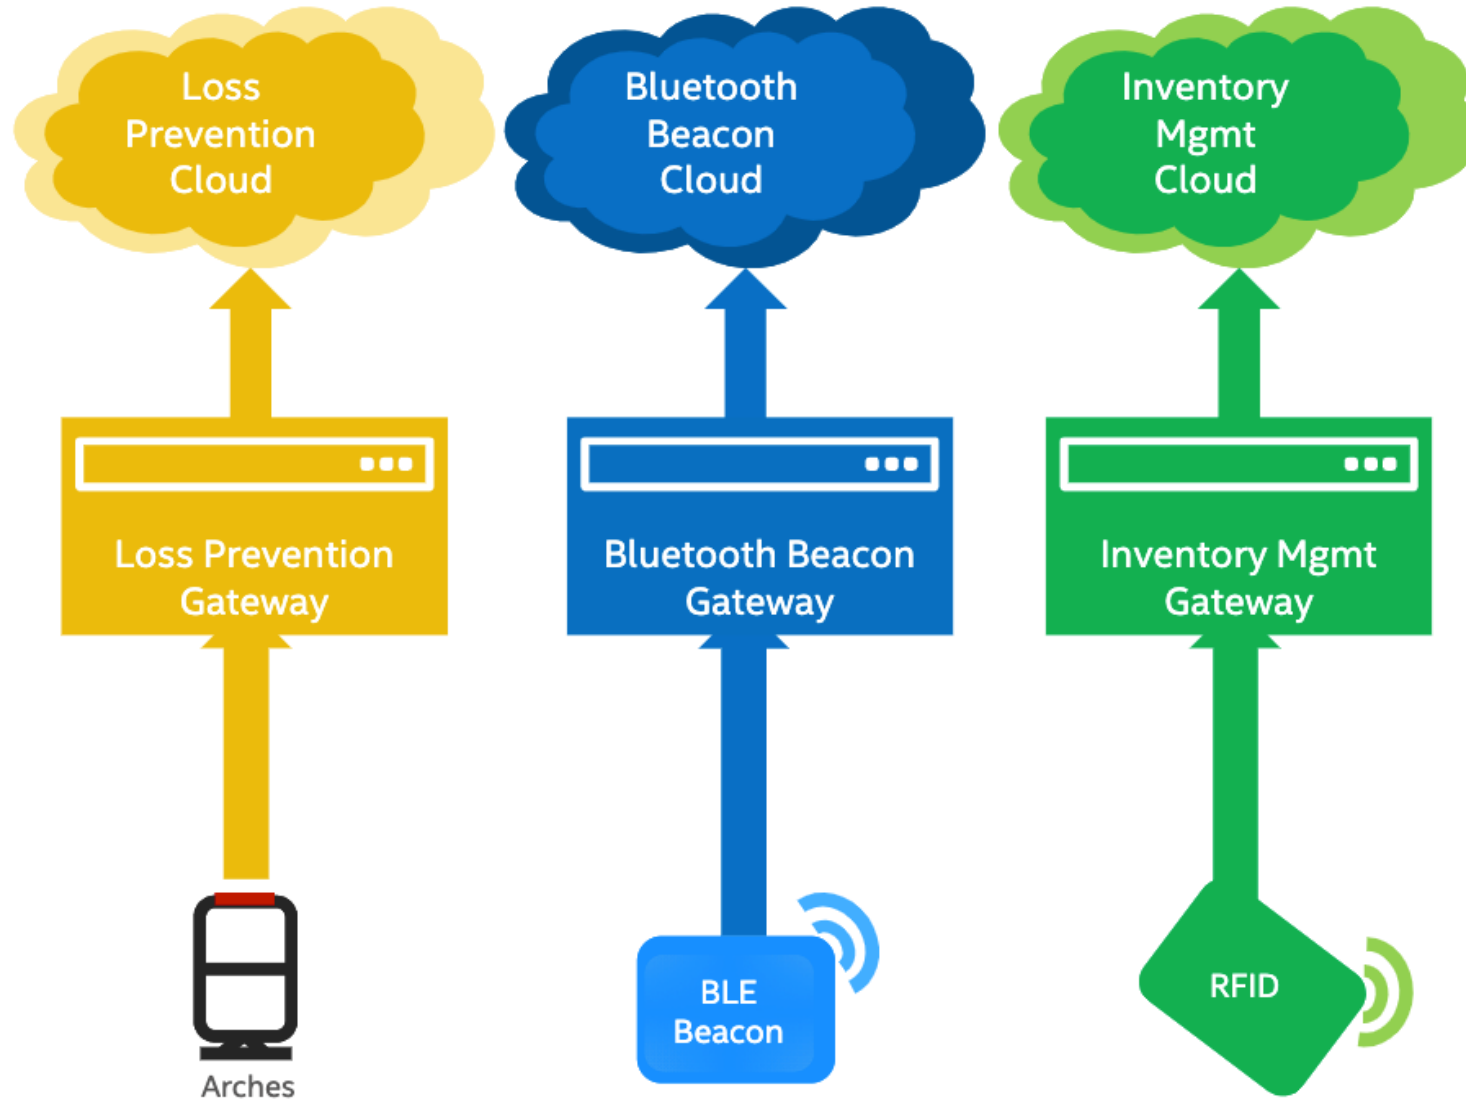 Loss
Prevention
Cloud
Bluetooth
Beacon
Cloud
Inventory
Mgmt
Cloud
Loss Prevention
Gateway
Bluetooth Beacon
Gateway
Inventory Mgmt
Gateway
Arches
BLE
Beacon
RFID